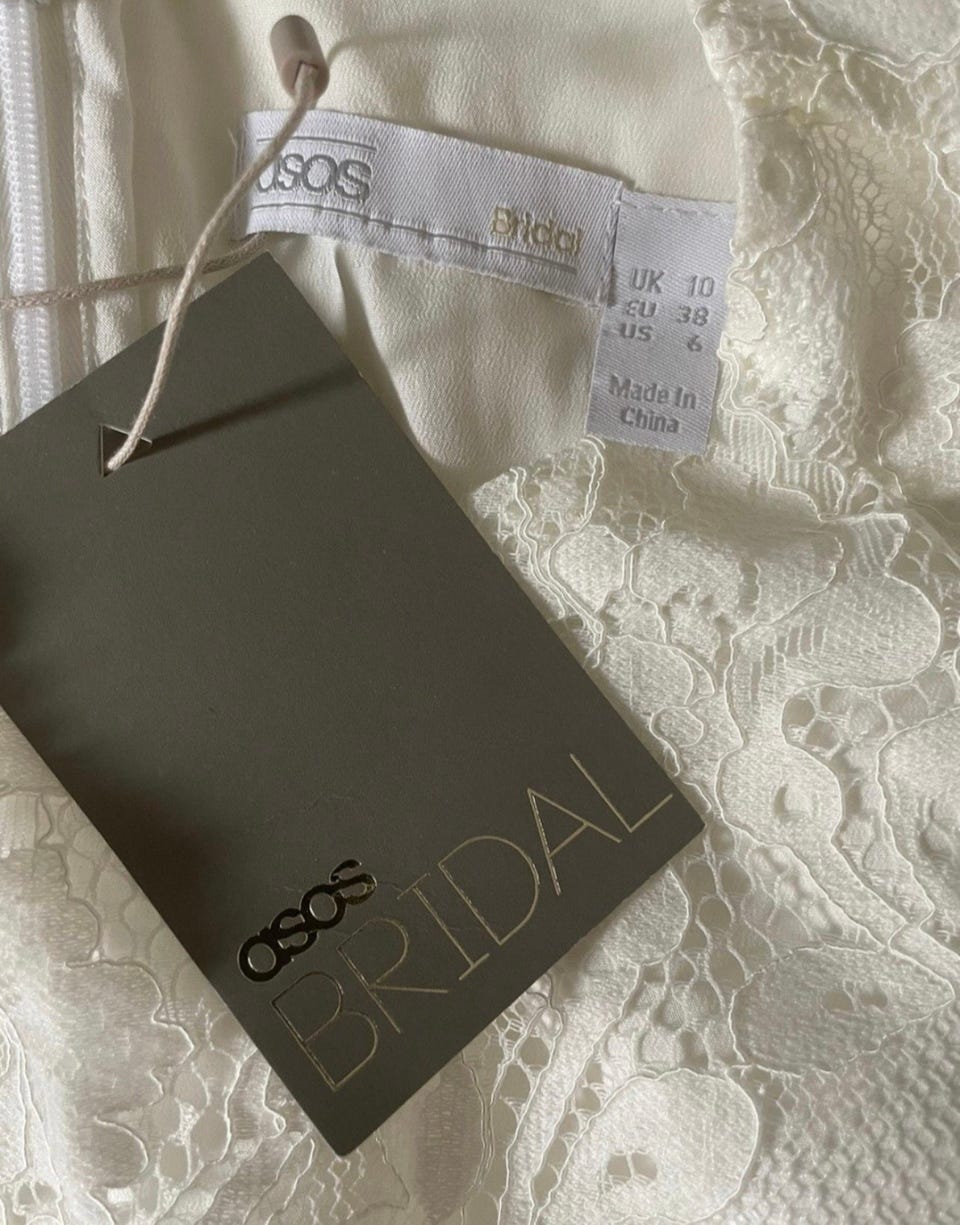 asos
Bridal
UK 10
EU 38
US 6
Made In
China
asos
BRIDAL